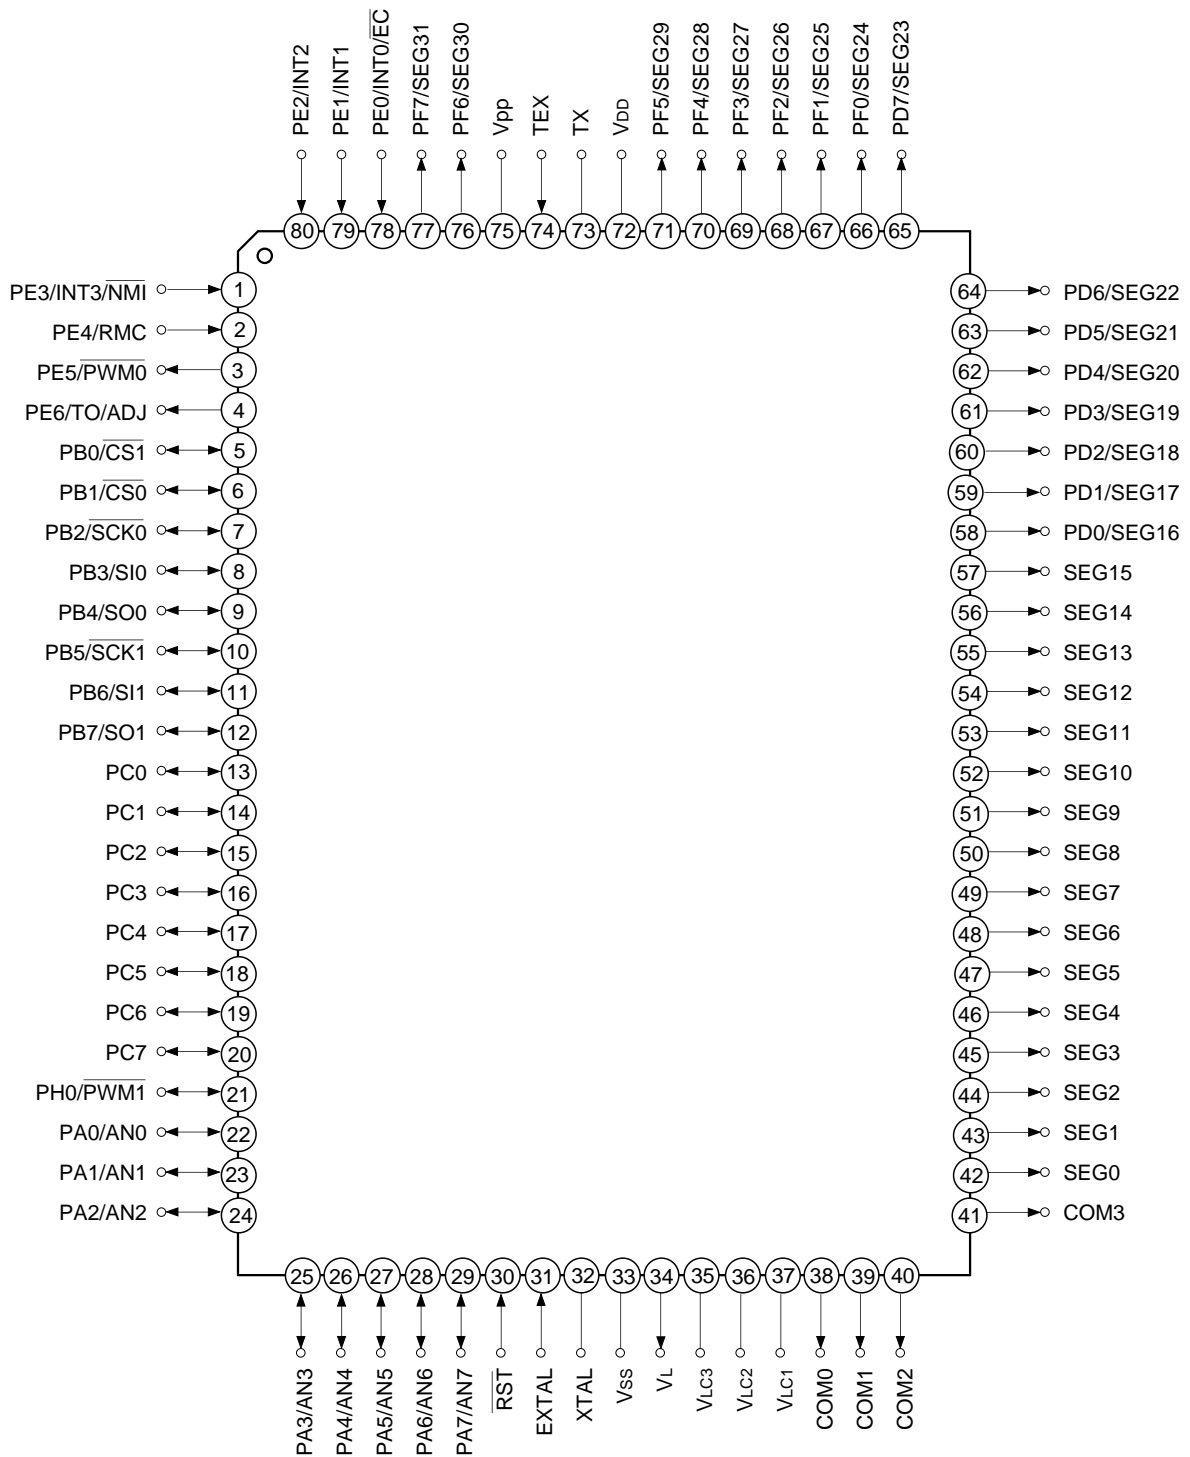 PE2/INT2
PE1/INT1
PE0/INT0/E̅C̅
PF7/SEG31
PF6/SEG30
Vpp
TEX
TX
VDD
PF5/SEG29
PF4/SEG28
PF3/SEG27
PF2/SEG26
PF1/SEG25
PF0/SEG24
PD7/SEG23
80 79 78 77 76 75 74 73 72 71 70 69 68 67 66 65
PE3/INT3/N̅M̅I̅ 1
PE4/RMC 2
PE5/P̅W̅M̅0̅ 3
PE6/TO/ADJ 4
PB0/C̅S̅1̅ 5
PB1/C̅S̅0̅ 6
PB2/S̅C̅K̅0̅ 7
PB3/SI0 8
PB4/SO0 9
PB5/S̅C̅K̅1̅ 10
PB6/SI1 11
PB7/SO1 12
PC0 13
PC1 14
PC2 15
PC3 16
PC4 17
PC5 18
PC6 19
PC7 20
PH0/P̅W̅M̅1̅ 21
PA0/AN0 22
PA1/AN1 23
PA2/AN2 24
64 PD6/SEG22
63 PD5/SEG21
62 PD4/SEG20
61 PD3/SEG19
60 PD2/SEG18
59 PD1/SEG17
58 PD0/SEG16
57 SEG15
56 SEG14
55 SEG13
54 SEG12
53 SEG11
52 SEG10
51 SEG9
50 SEG8
49 SEG7
48 SEG6
47 SEG5
46 SEG4
45 SEG3
44 SEG2
43 SEG1
42 SEG0
41 COM3
25 26 27 28 29 30 31 32 33 34 35 36 37 38 39 40
PA3/AN3
PA4/AN4
PA5/AN5
PA6/AN6
PA7/AN7
R̅S̅T̅
EXTAL
XTAL
VSS
VL
VLC3
VLC2
VLC1
COM0
COM1
COM2